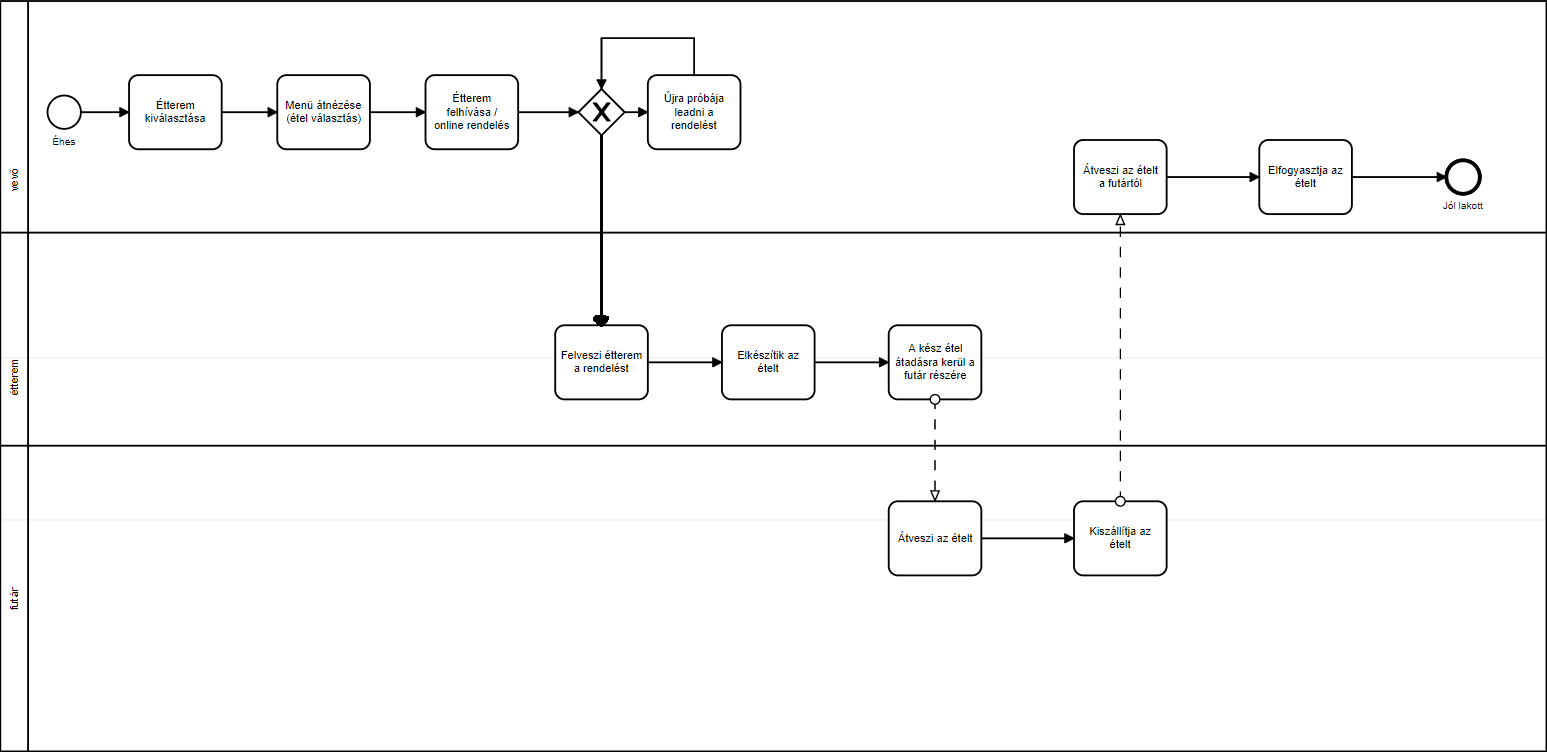 vevő
Éhes
Étterem
kiválasztása
Menü átnézése
(étel választás)
Étterem
felhívása /
online rendelés
X
Újra próbája
leadni a
rendelést
Átveszi az ételt
a futártól
Elfogyasztja az
ételt
Jól lakott
étterem
Felveszi étterem
a rendelést
Elkészítik az
ételt
A kész étel
átadásra kerül a
futár részére
futár
Átveszi az ételt
Kiszállítja az
ételt